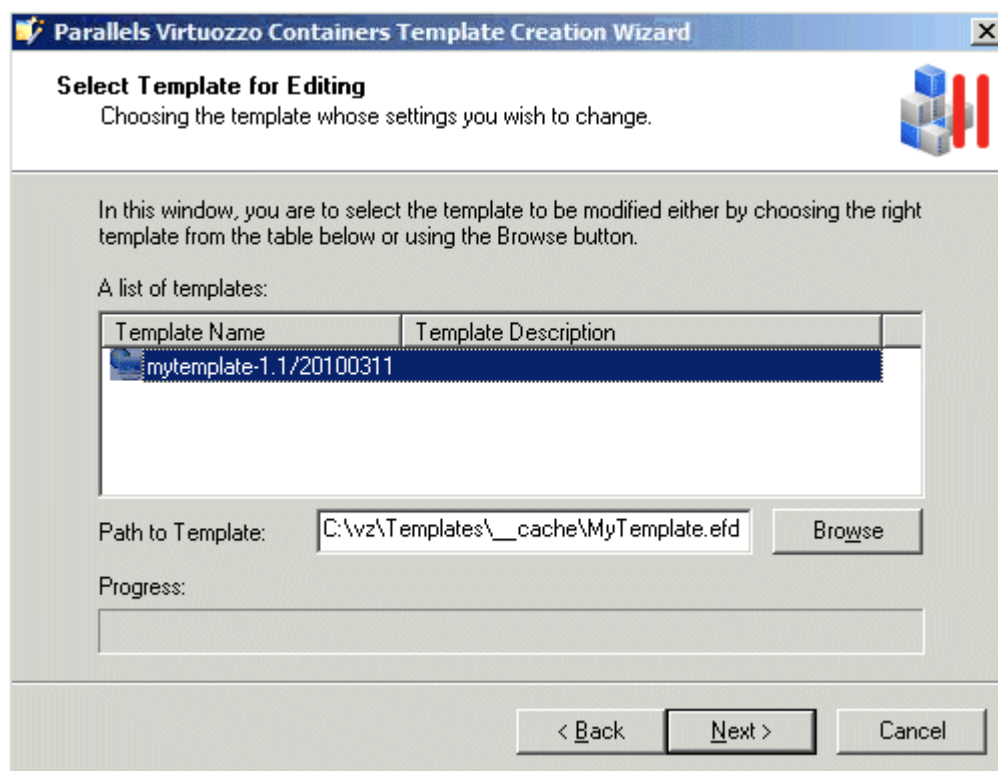 Parallels Virtuozzo Containers Template Creation Wizard
Select Template for Editing
Choosing the template whose settings you wish to change.
In this window, you are to select the template to be modified either by choosing the right
template from the table below or using the Browse button.
A list of templates:
Template Name Template Description
mytemplate-1.1/20100311
Path to Template: C:\vz\Templates\__cache\MyTemplate.efd Browse
Progress:
< Back Next > Cancel